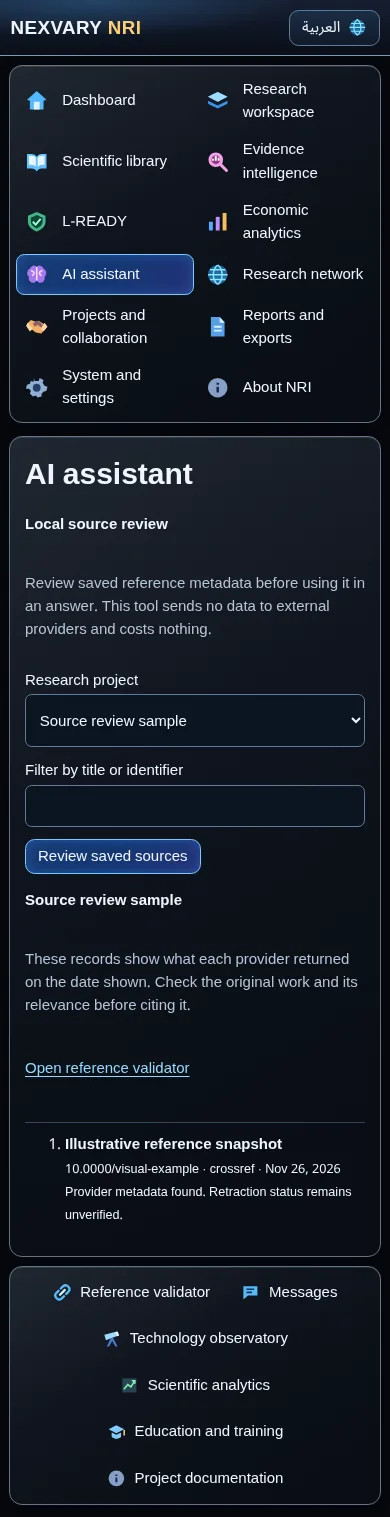 NEXVARY NRI
العربية
Dashboard
Research
workspace
Scientific library
Evidence
intelligence
L-READY
Economic
analytics
AI assistant
Research network
Projects and
collaboration
Reports and
exports
System and
settings
About NRI
AI assistant
Local source review
Review saved reference metadata before using it in
an answer. This tool sends no data to external
providers and costs nothing.
Research project
Source review sample
Filter by title or identifier
Review saved sources
Source review sample
These records show what each provider returned
on the date shown. Check the original work and its
relevance before citing it.
Open reference validator
1. Illustrative reference snapshot
10.0000/visual-example · crossref · Nov 26, 2026
Provider metadata found. Retraction status remains
unverified.
Reference validator
Messages
Technology observatory
Scientific analytics
Education and training
Project documentation